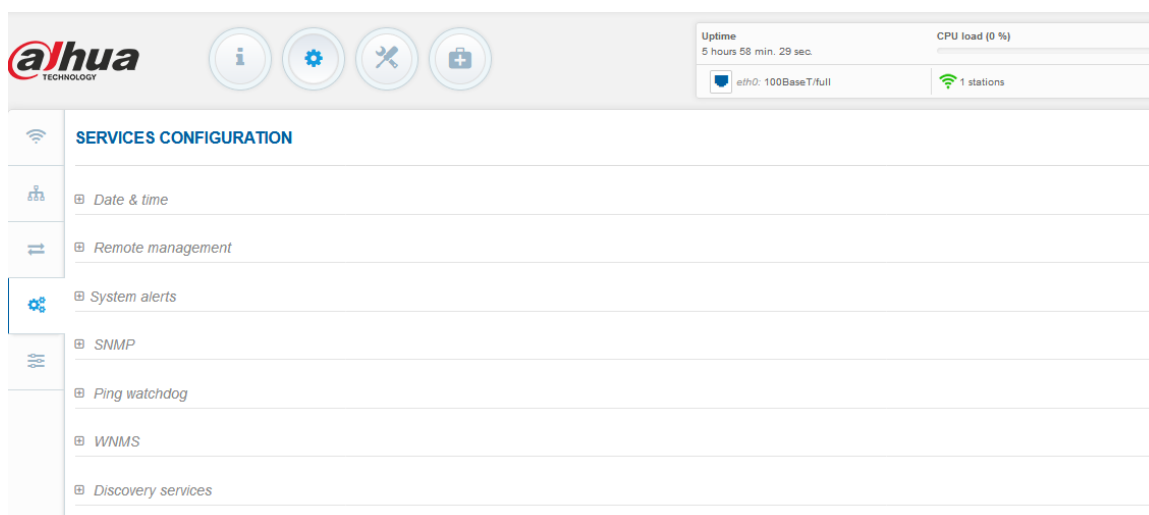 alhua
TECHNOLOGY
i
Uptime
5 hours 58 min. 29 sec.
CPU load (0 %)
eth0: 100BaseT/full
1 stations
SERVICES CONFIGURATION
Date & time
Remote management
System alerts
SNMP
Ping watchdog
WNMS
Discovery services